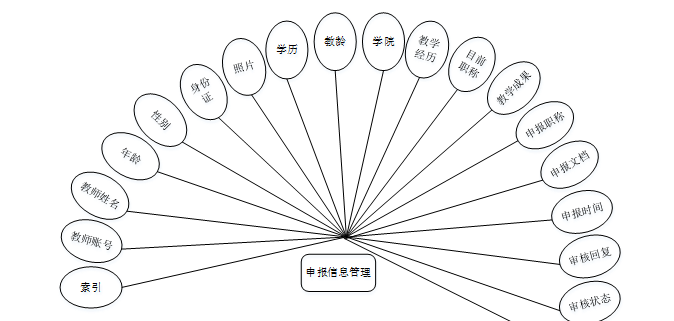 索引
教师账号
教师姓名
年龄
性别
身份
证
照片
学历
教龄
学院
教学
经历
目前
职称
教学成果
申报职称
申报文档
申报时间
审核回复
审核状态
申报信息管理